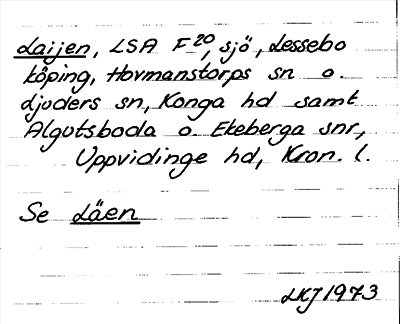 Laijen, LSA F20, sjö, Lessebo
köping, Hovmanstorps sn o.
Ljuders sn, Konga hd samt
Algutsboda o. Ekeberga snr,
Uppvidinge hd, Kron. l.
Se Läen
LKJ 1973